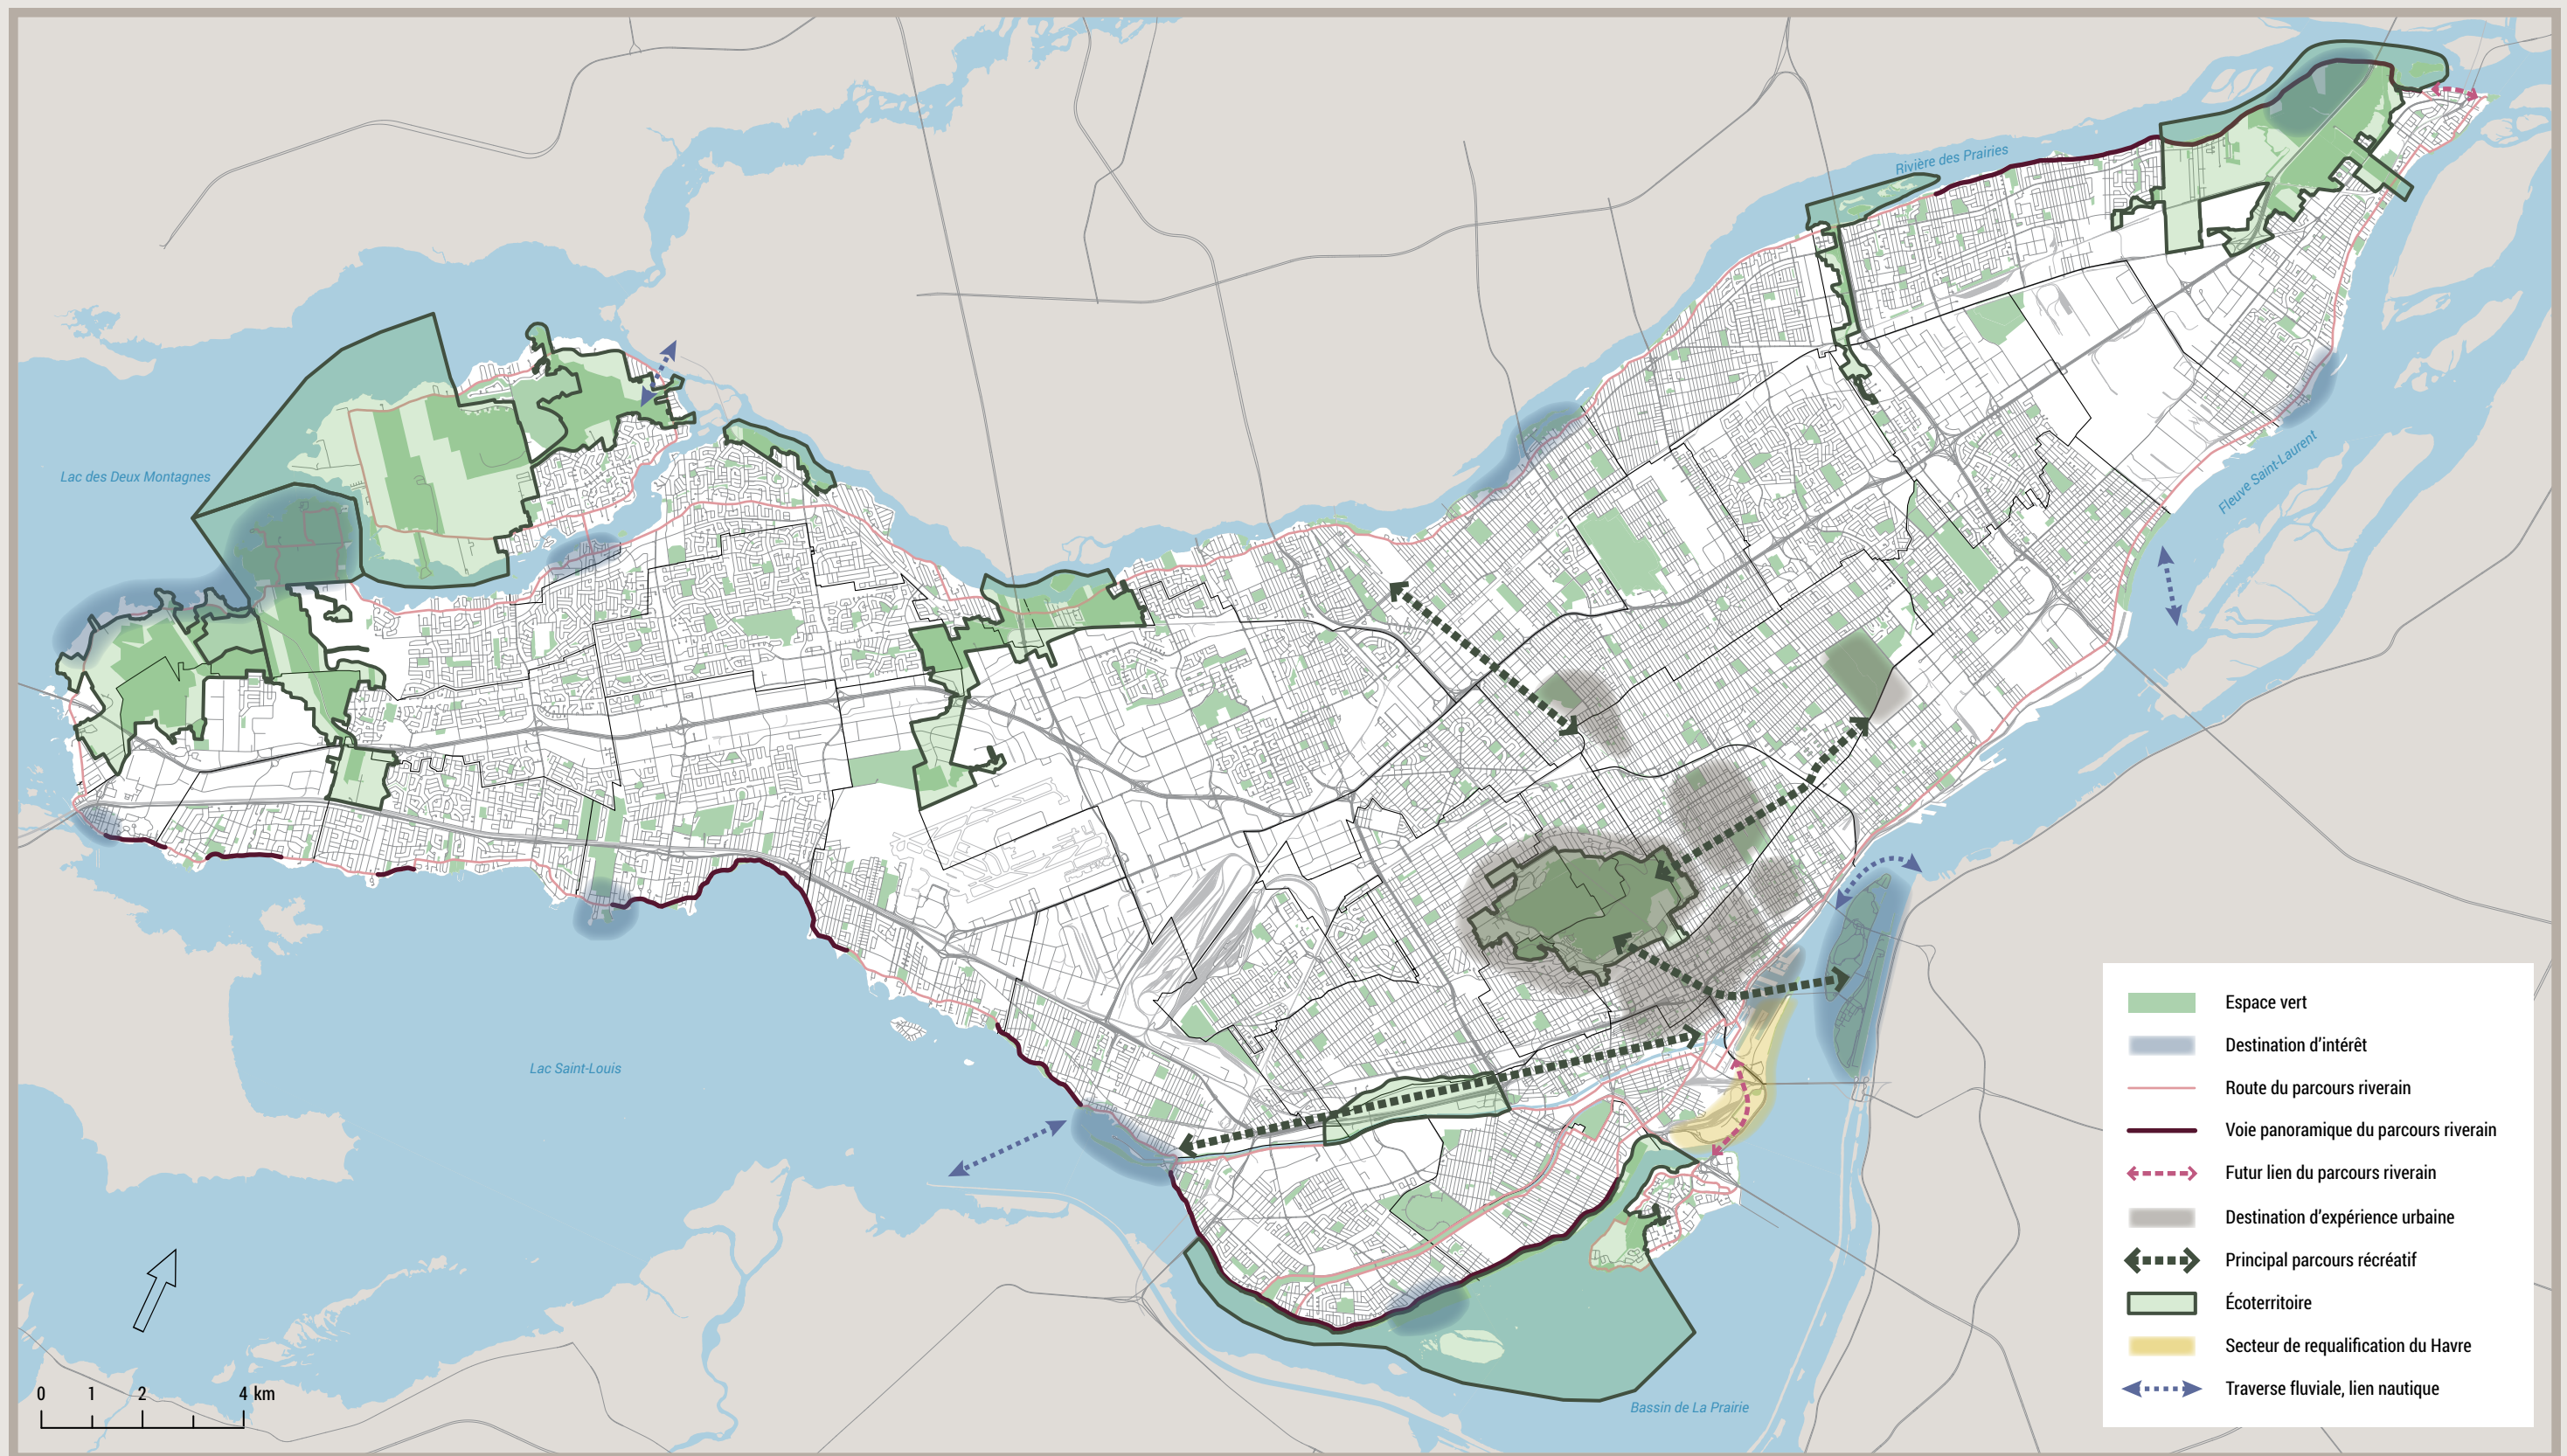 Rivière des Prairies
Lac des Deux Montagnes
Fleuve Saint-Laurent
Lac Saint-Louis
Bassin de La Prairie
Espace vert
Destination d'intérêt
Route du parcours riverain
Voie panoramique du parcours riverain
Futur lien du parcours riverain
Destination d'expérience urbaine
Principal parcours récréatif
Écoterritoire
Secteur de requalification du Havre
Traverse fluviale, lien nautique
0 1 2 4 km